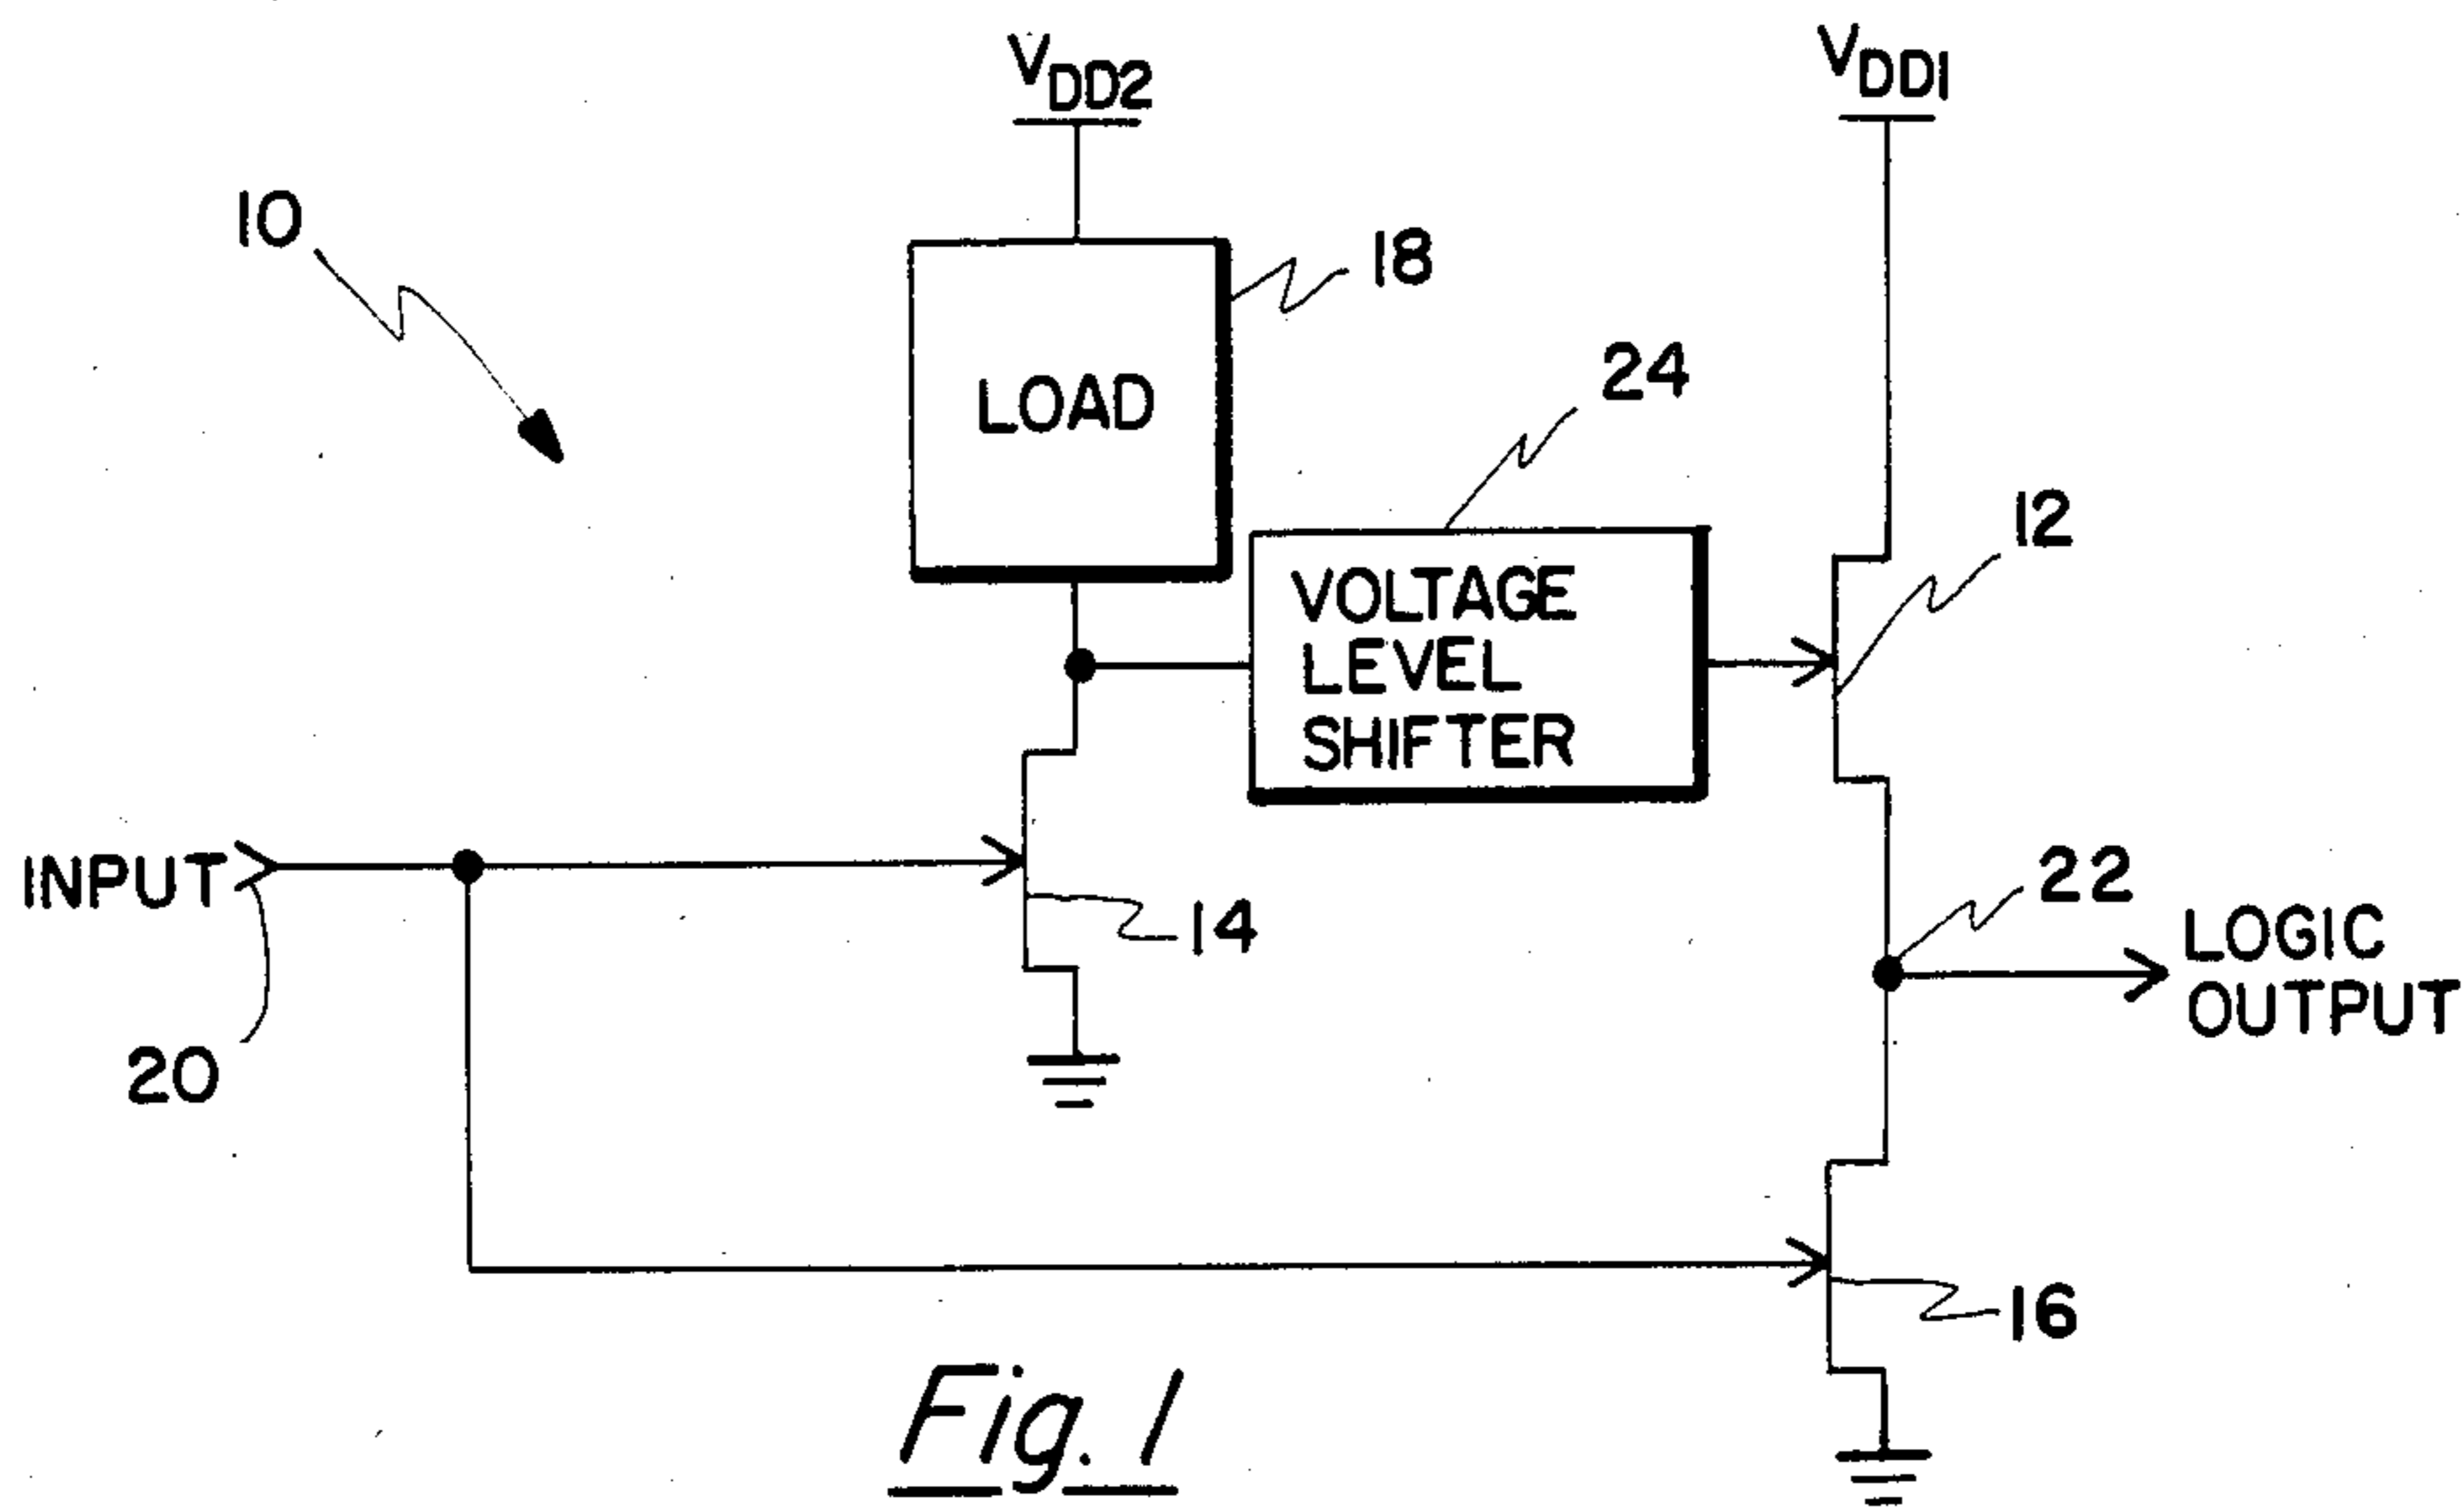 VDD2
VDD1
10
18
LOAD
24
12
VOLTAGE
LEVEL
SHIFTER
INPUT
14
22
LOGIC
OUTPUT
20
16
Fig. 1